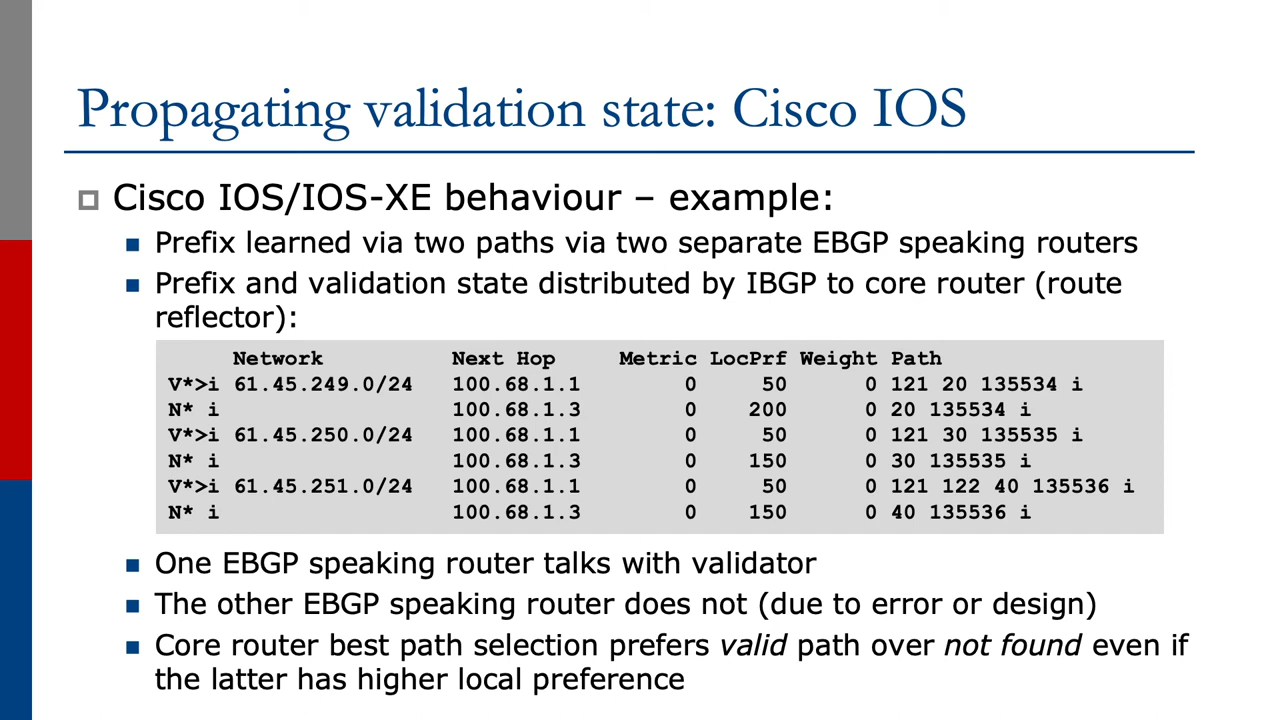 Propagating validation state: Cisco IOS
Cisco IOS/IOS-XE behaviour – example:
Prefix learned via two paths via two separate EBGP speaking routers
Prefix and validation state distributed by IBGP to core router (route
reflector):
Network Next Hop Metric LocPrf Weight Path
V*>i 61.45.249.0/24 100.68.1.1 0 50 0 121 20 135534 i
N* i 100.68.1.3 0 200 0 20 135534 i
V*>i 61.45.250.0/24 100.68.1.1 0 50 0 121 30 135535 i
N* i 100.68.1.3 0 150 0 30 135535 i
V*>i 61.45.251.0/24 100.68.1.1 0 50 0 121 122 40 135536 i
N* i 100.68.1.3 0 150 0 40 135536 i
One EBGP speaking router talks with validator
The other EBGP speaking router does not (due to error or design)
Core router best path selection prefers valid path over not found even if
the latter has higher local preference